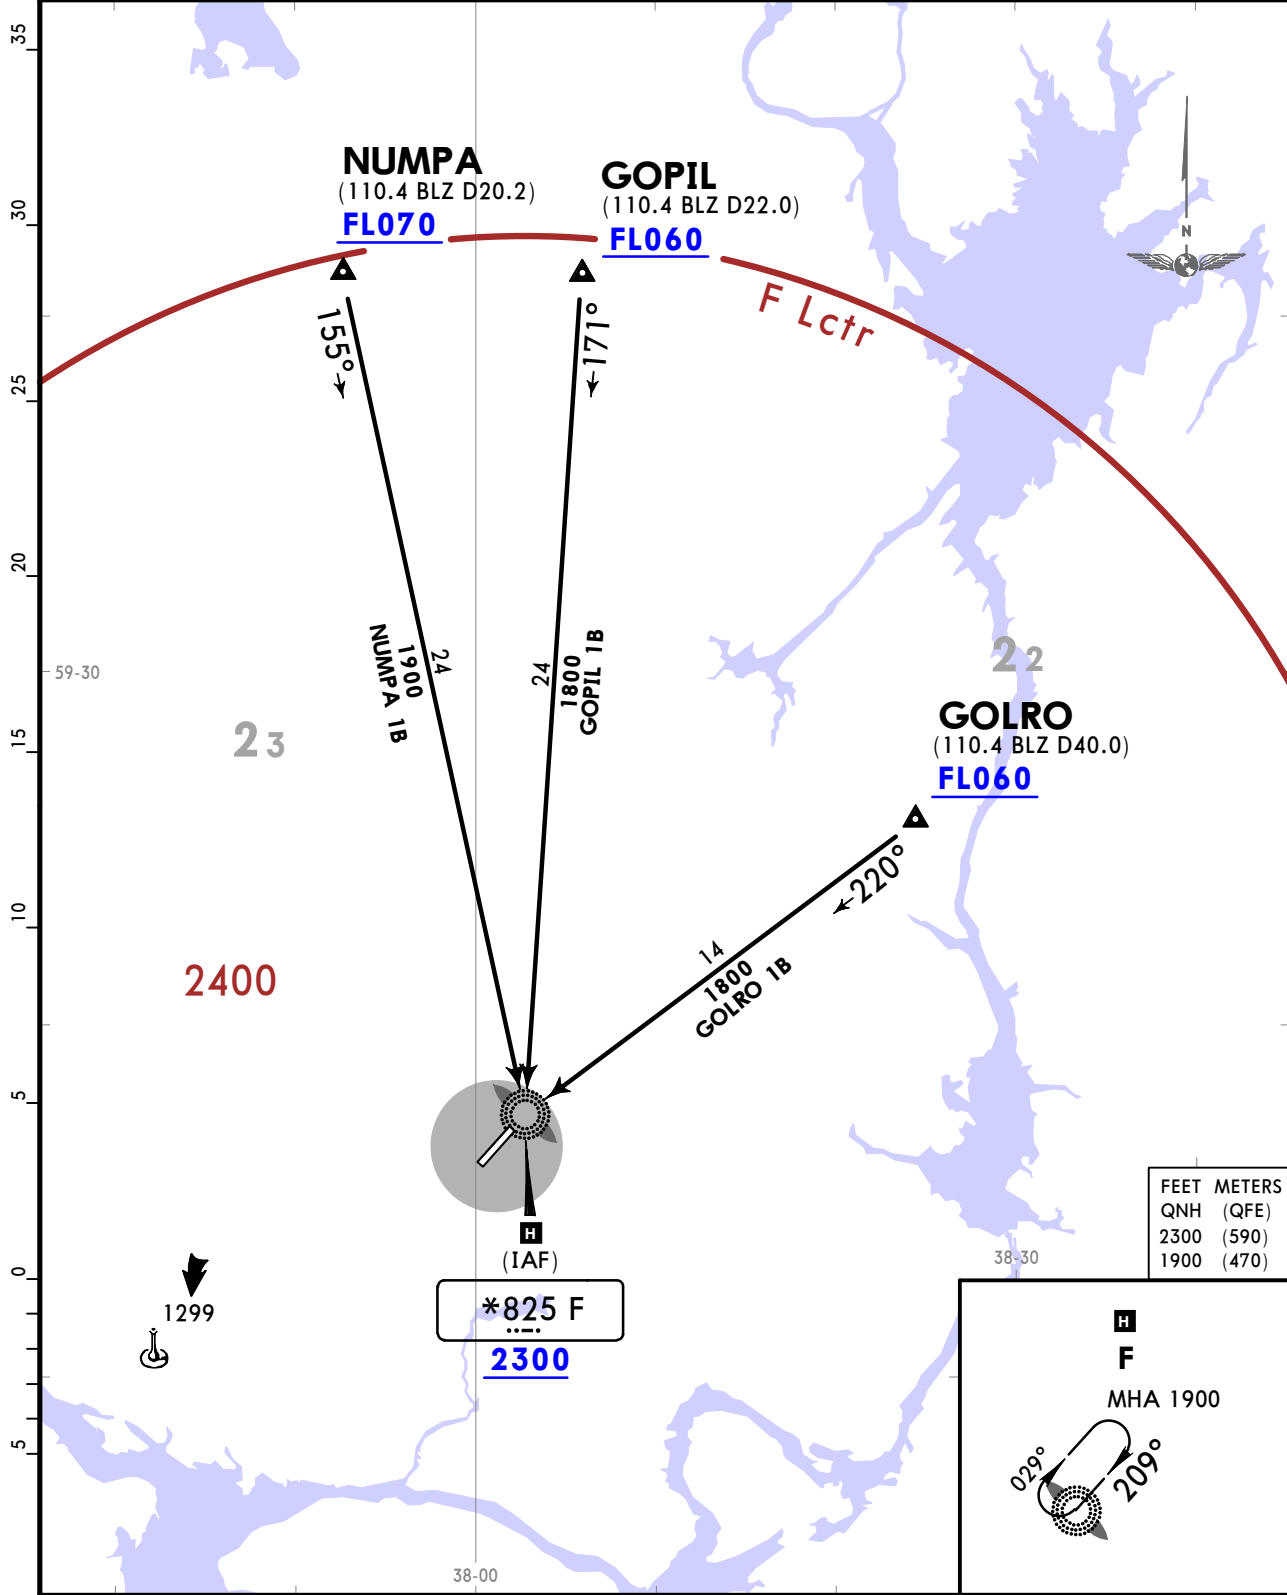 35
30
25
20
15
10
5
0
5
NUMPA
(110.4 BLZ D20.2)
FL070
GOPIL
(110.4 BLZ D22.0)
FL060
N
F Lctr
155°
171°
24
1900
NUMPA 1B
24
1800
GOPIL 1B
59-30
22
23
GOLRO
(110.4 BLZ D40.0)
FL060
220°
14
1800
GOLRO 1B
2400
H
(IAF)
*825 F
2300
1299
FEET METERS
QNH (QFE)
2300 (590)
1900 (470)
38-30
H
F
MHA 1900
029°
209°
38-00